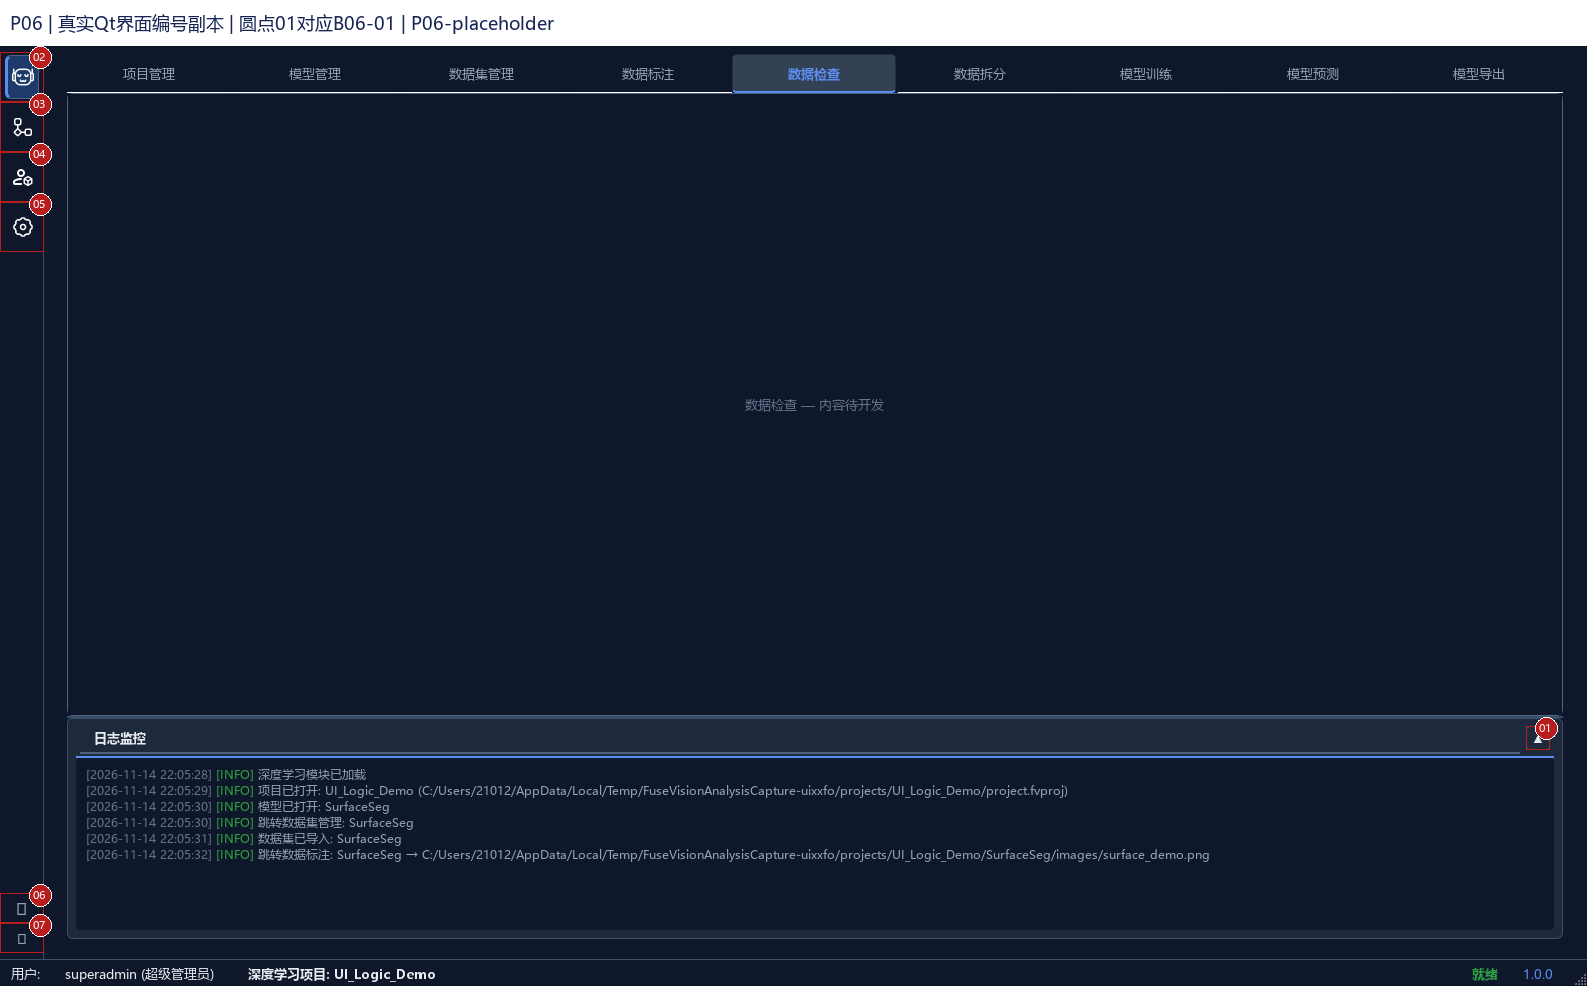 P06 | 真实Qt界面编号副本 | 圆点01对应B06-01 | P06-placeholder
02
项目管理 模型管理 数据集管理 数据标注 数据检查 数据拆分 模型训练 模型预测 模型导出
03
04
05
数据检查 — 内容待开发
日志监控
01
[2026-11-14 22:05:28] [INFO] 深度学习模块已加载
[2026-11-14 22:05:29] [INFO] 项目已打开: UI_Logic_Demo (C:/Users/21012/AppData/Local/Temp/FuseVisionAnalysisCapture-uixxfo/projects/UI_Logic_Demo/project.fvproj)
[2026-11-14 22:05:30] [INFO] 模型已打开: SurfaceSeg
[2026-11-14 22:05:30] [INFO] 跳转数据集管理: SurfaceSeg
[2026-11-14 22:05:31] [INFO] 数据集已导入: SurfaceSeg
[2026-11-14 22:05:32] [INFO] 跳转数据标注: SurfaceSeg → C:/Users/21012/AppData/Local/Temp/FuseVisionAnalysisCapture-uixxfo/projects/UI_Logic_Demo/SurfaceSeg/images/surface_demo.png
06
07
用户: superadmin (超级管理员) 深度学习项目: UI_Logic_Demo 就绪 1.0.0